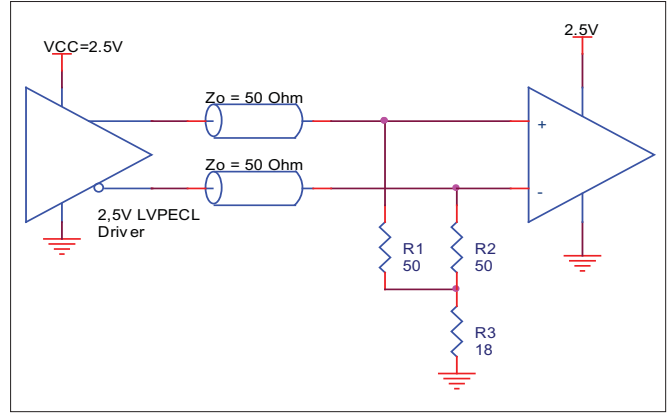 VCC=2.5V
2.5V
Zo = 50 Ohm
+
Zo = 50 Ohm
-
2,5V LVPECL
Driver
R1
50
R2
50
R3
18